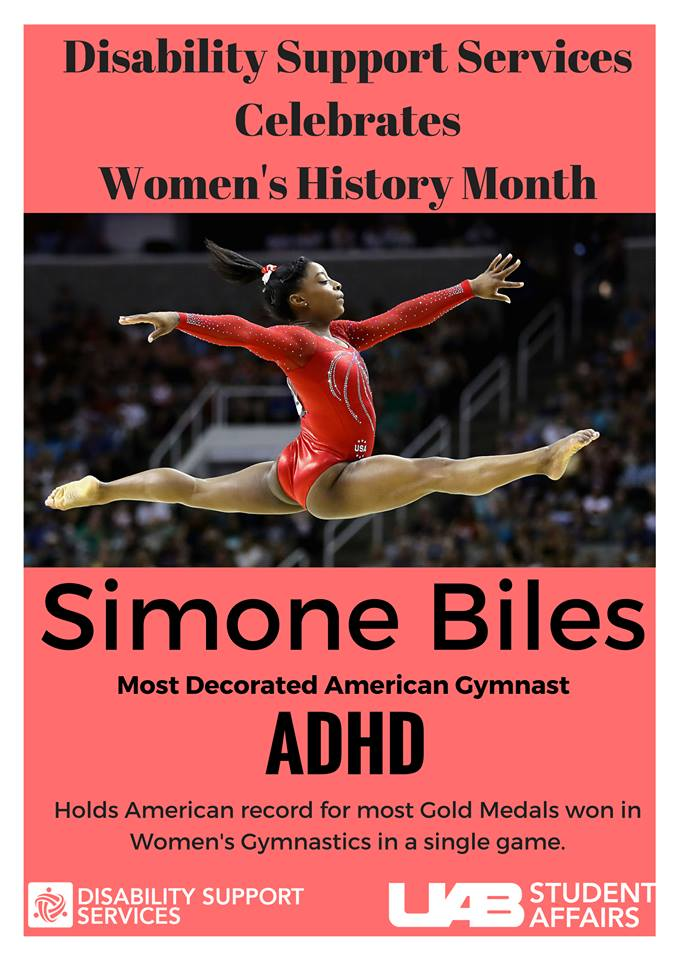 Disability Support Services
Celebrates
Women's History Month
USA
Simone Biles
Most Decorated American Gymnast
ADHD
Holds American record for most Gold Medals won in
Women's Gymnastics in a single game.
DISABILITY SUPPORT
SERVICES
UAB STUDENT
AFFAIRS